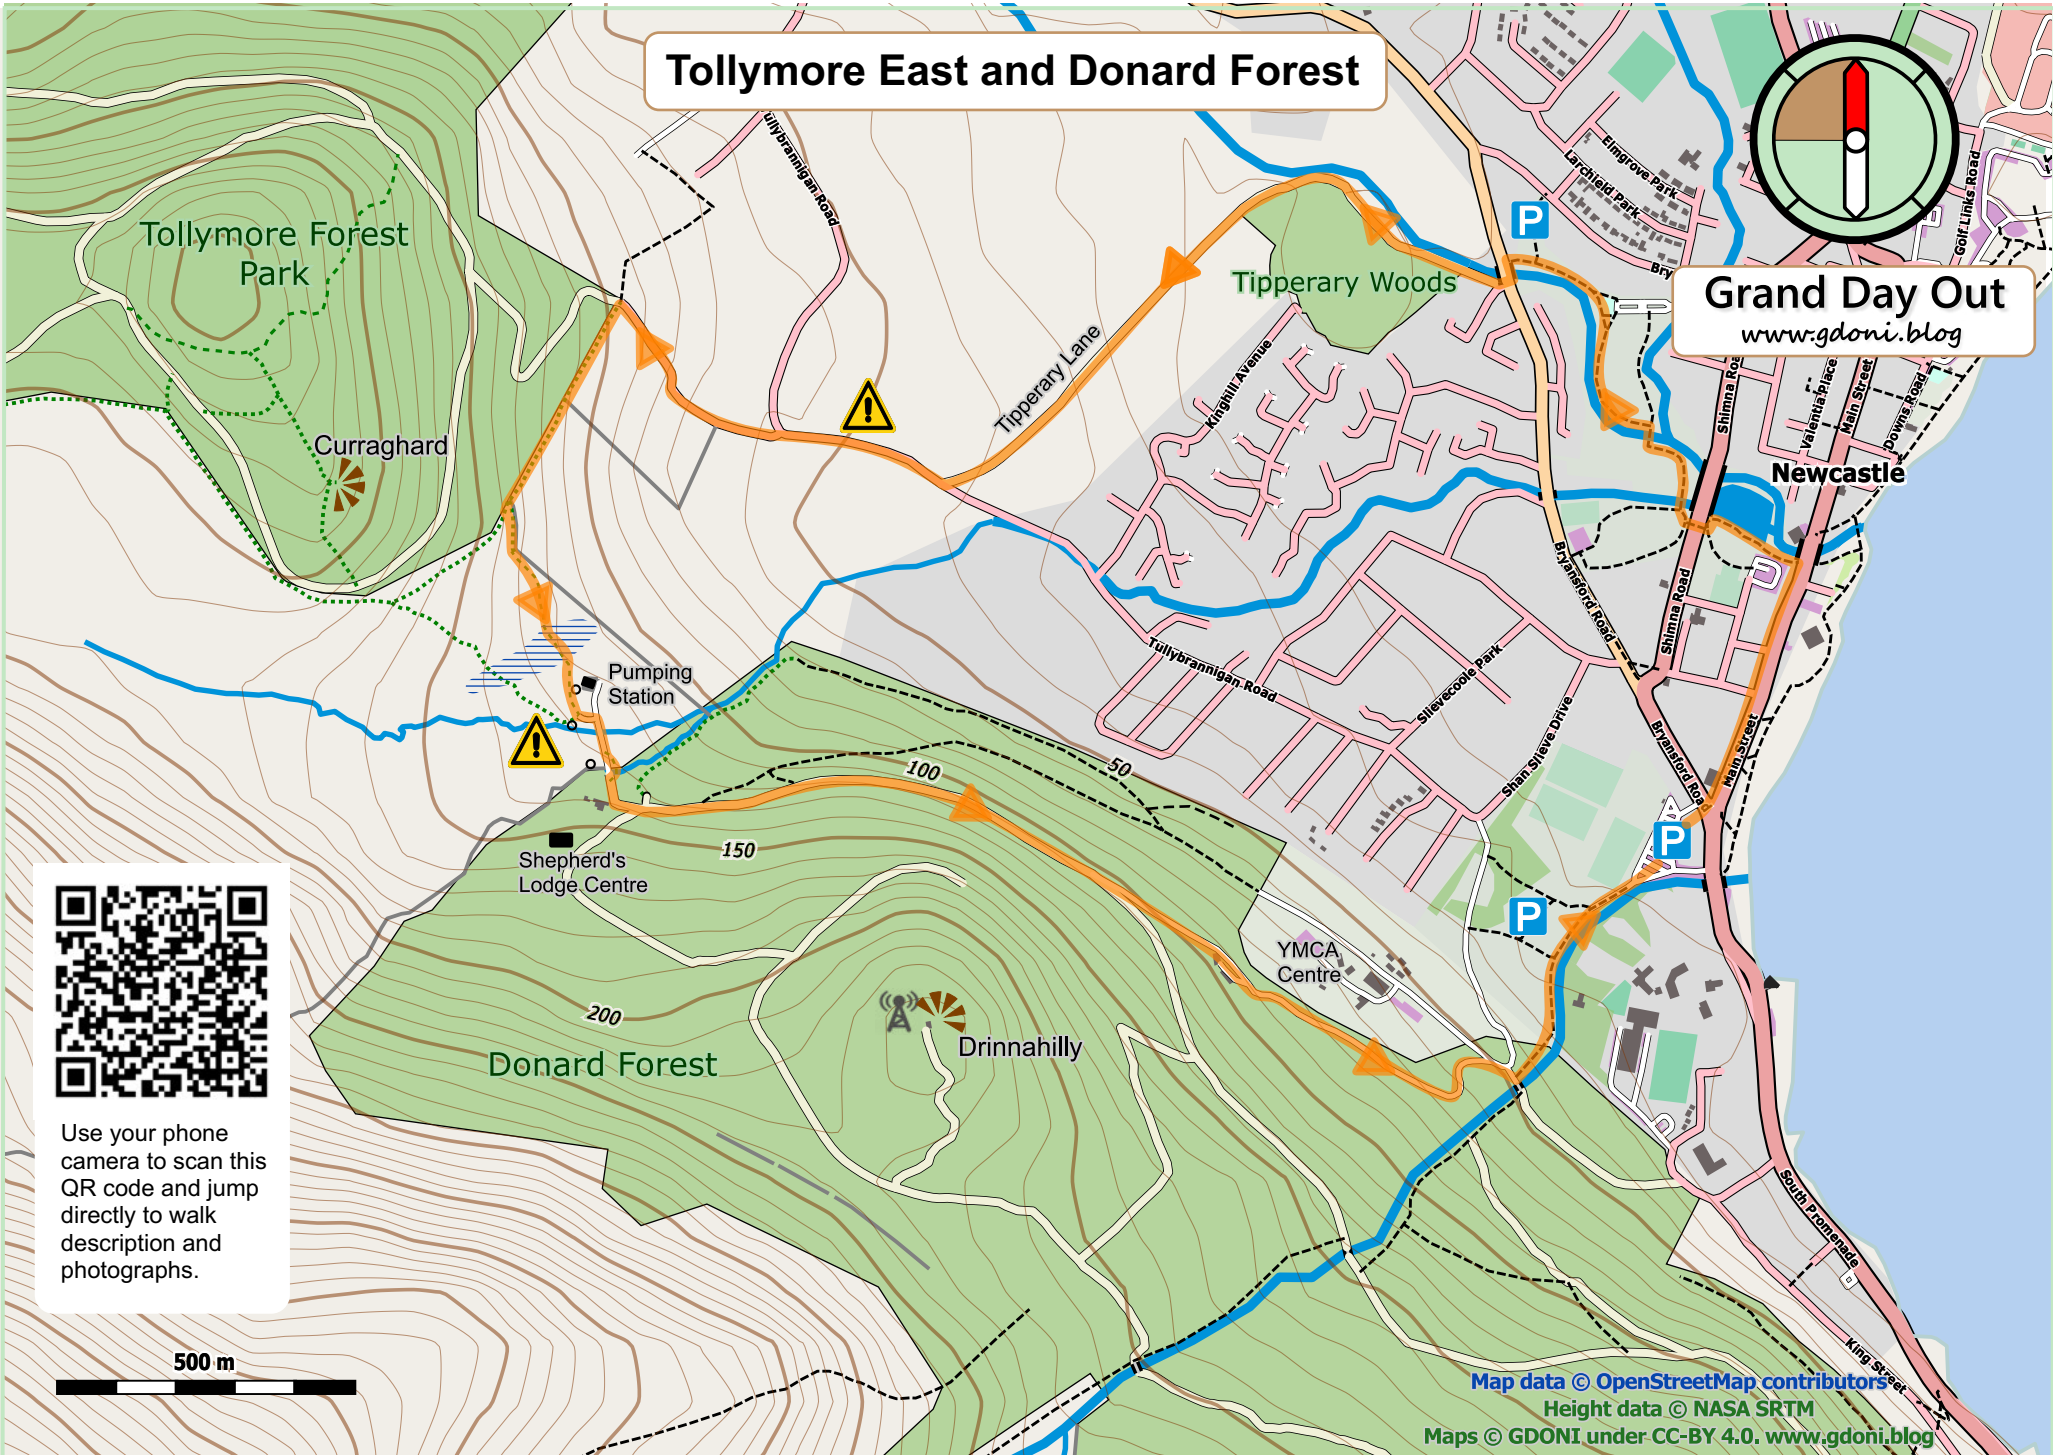 Tollymore East and Donard Forest
Grand Day Out
www.gdoni.blog
Tollymore Forest
Park
Curraghard
Tipperary Woods
Tipperary Lane
Tullybrannigan Road
Elmgrove Park
Larchfield Park
Bry
Golf Links Road
Shimna Roa
Valentia Place
Main Street
Downs Road
Newcastle
Kinghill Avenue
Bryansford Road
Shimna Road
Tullybrannigan Road
Slievecoole Park
Shan Slieve Drive
Bryansford Roa
Main Street
Pumping
Station
Shepherd's
Lodge Centre
50
100
150
200
P
P
P
YMCA
Centre
Drinnahilly
Donard Forest
South Promenade
King Street
Use your phone
camera to scan this
QR code and jump
directly to walk
description and
photographs.
500 m
Map data © OpenStreetMap contributors
Height data © NASA SRTM
Maps © GDONI under CC-BY 4.0. www.gdoni.blog